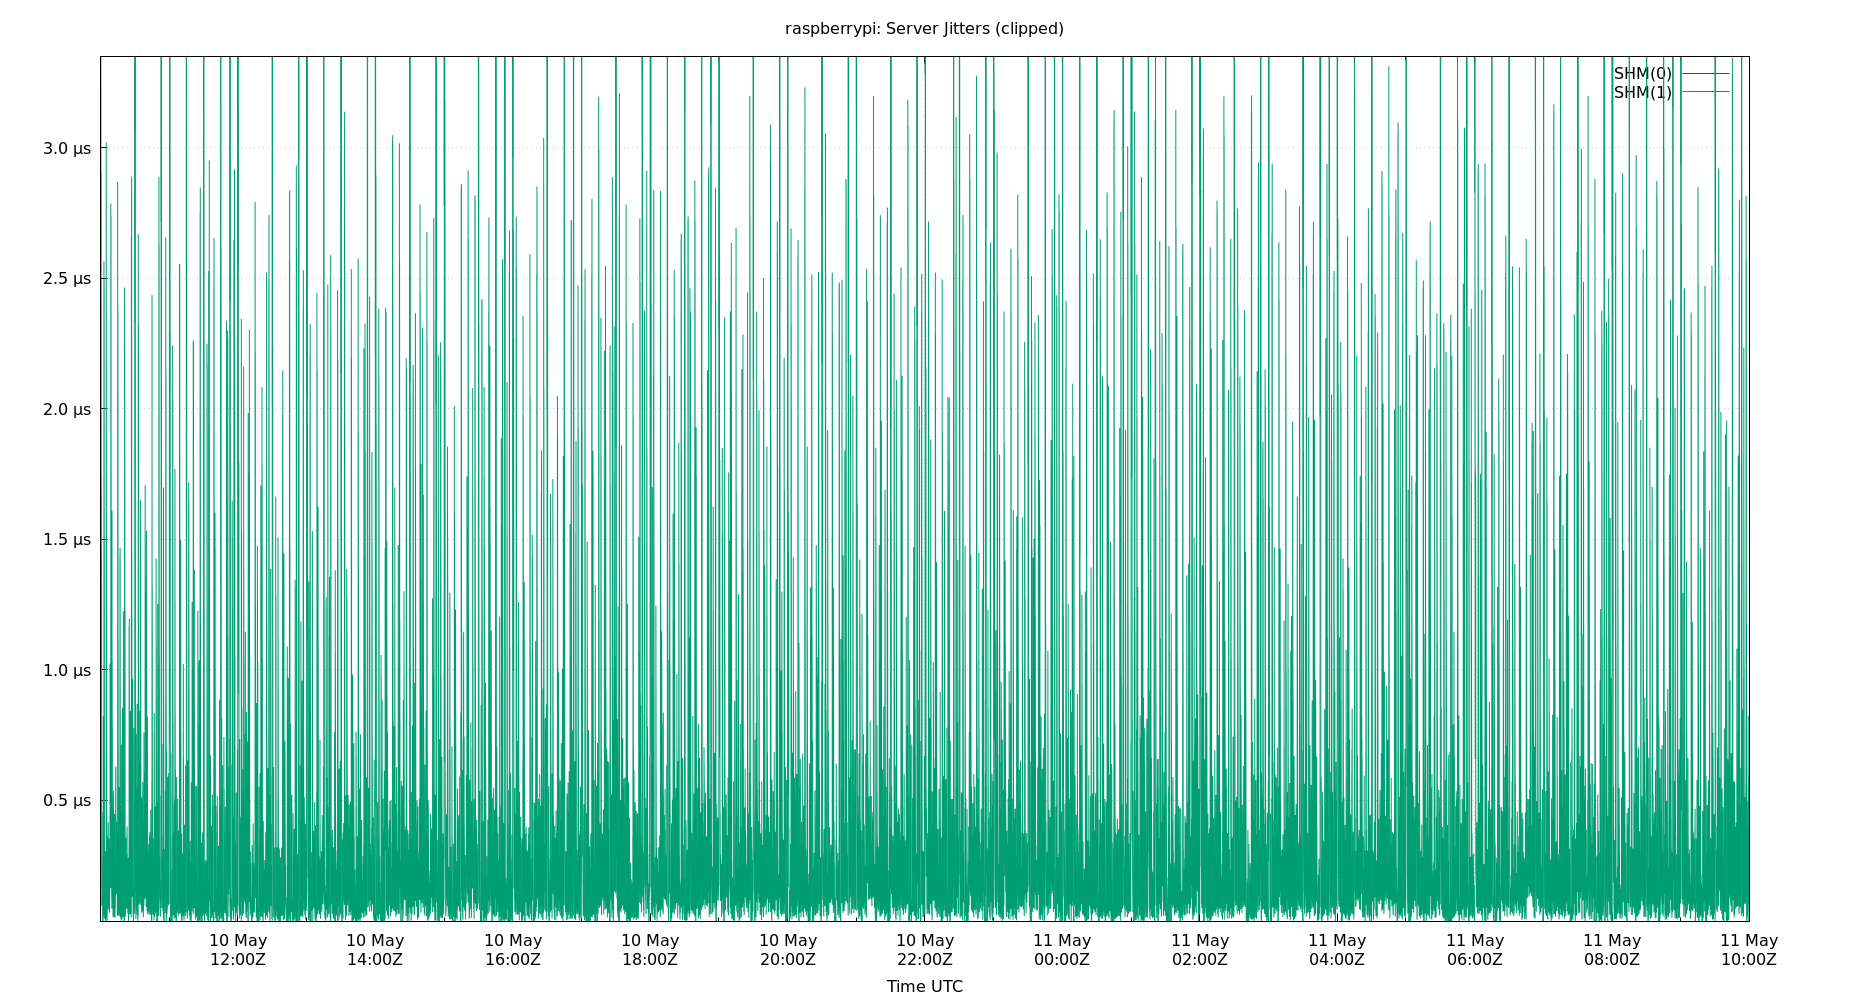 raspberrypi: Server Jitters (clipped)
SHM(0)
SHM(1)
3.0 µs
2.5 µs
2.0 µs
1.5 µs
1.0 µs
0.5 µs
10 May 10 May 10 May 10 May 10 May 10 May 11 May 11 May 11 May 11 May 11 May 11 May
12:00Z 14:00Z 16:00Z 18:00Z 20:00Z 22:00Z 00:00Z 02:00Z 04:00Z 06:00Z 08:00Z 10:00Z
Time UTC